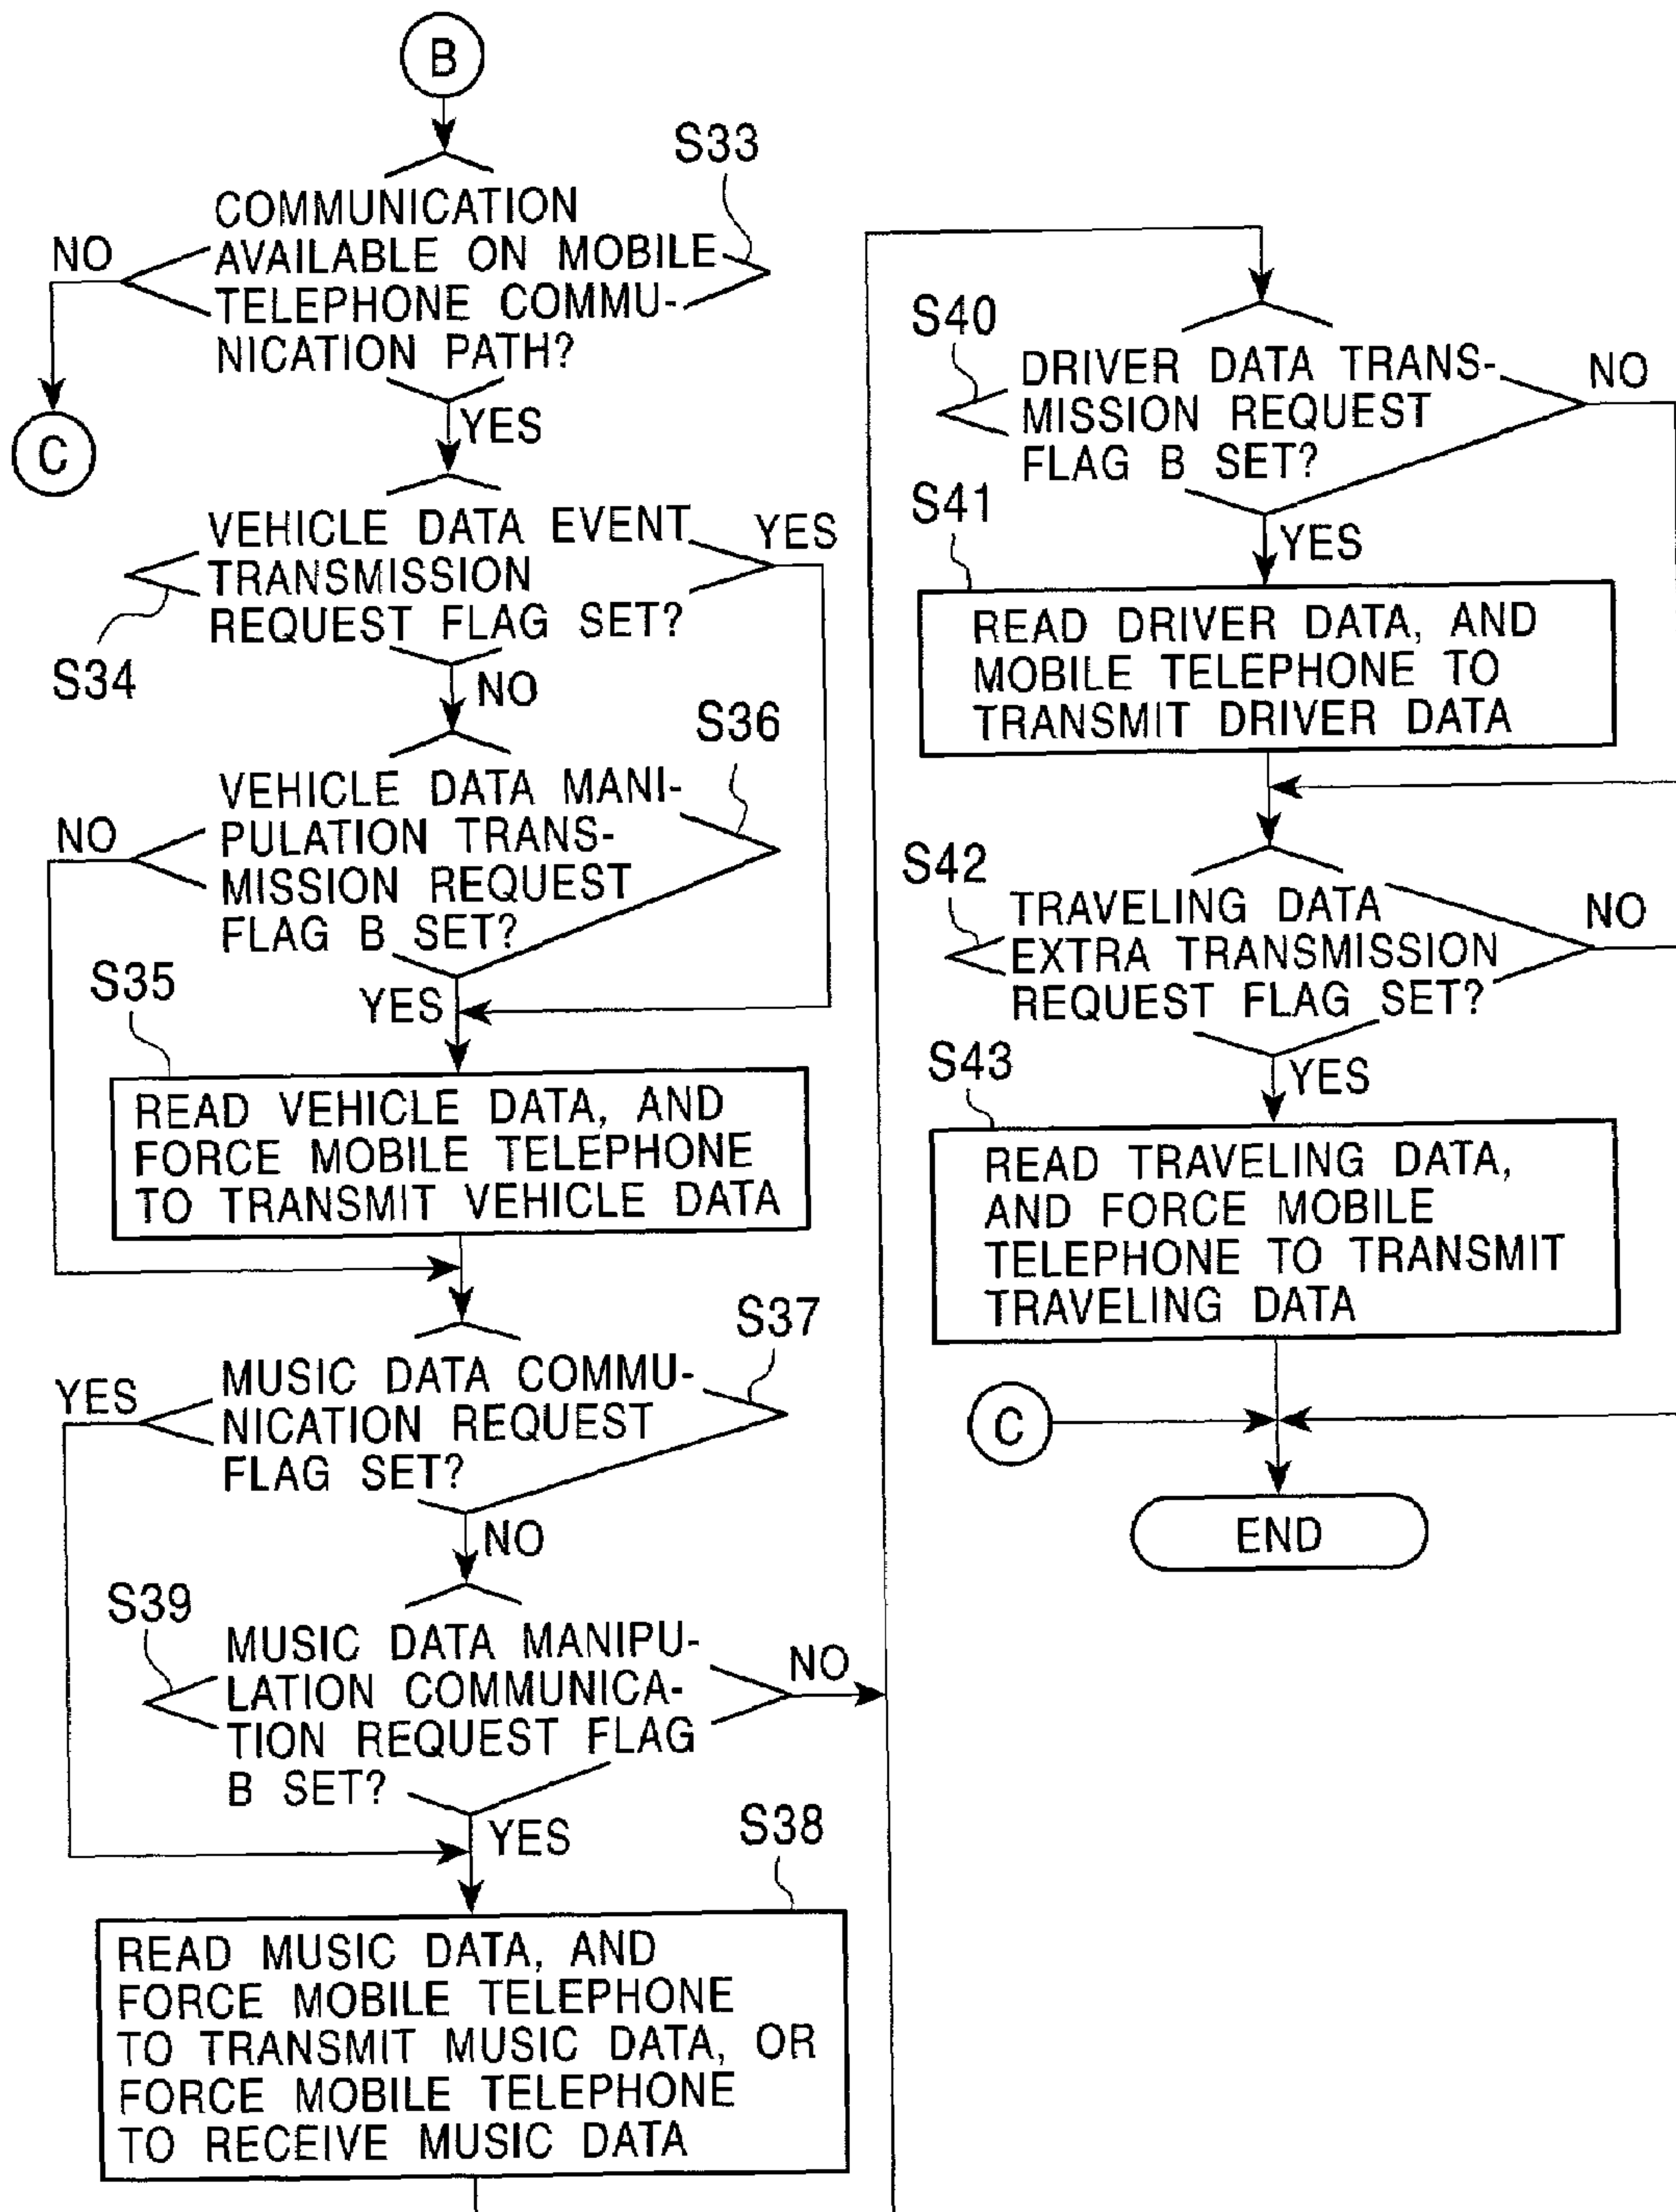 B
S33
COMMUNICATION
AVAILABLE ON MOBILE
TELEPHONE COMMU-
NICATION PATH?
NO
C
YES
VEHICLE DATA EVENT
TRANSMISSION
REQUEST FLAG SET?
YES
S34
NO
S36
VEHICLE DATA MANI-
PULATION TRANS-
MISSION REQUEST
FLAG B SET?
NO
S35
YES
READ VEHICLE DATA, AND
FORCE MOBILE TELEPHONE
TO TRANSMIT VEHICLE DATA
S37
YES
MUSIC DATA COMMU-
NICATION REQUEST
FLAG SET?
NO
S39
MUSIC DATA MANIPU-
LATION COMMUNICA-
TION REQUEST FLAG
B SET?
NO
YES
S38
READ MUSIC DATA, AND
FORCE MOBILE TELEPHONE
TO TRANSMIT MUSIC DATA, OR
FORCE MOBILE TELEPHONE
TO RECEIVE MUSIC DATA
S40
DRIVER DATA TRANS-
MISSION REQUEST
FLAG B SET?
NO
S41
YES
READ DRIVER DATA, AND
MOBILE TELEPHONE TO
TRANSMIT DRIVER DATA
S42
TRAVELING DATA
EXTRA TRANSMISSION
REQUEST FLAG SET?
NO
S43
YES
READ TRAVELING DATA,
AND FORCE MOBILE
TELEPHONE TO TRANSMIT
TRAVELING DATA
C
END